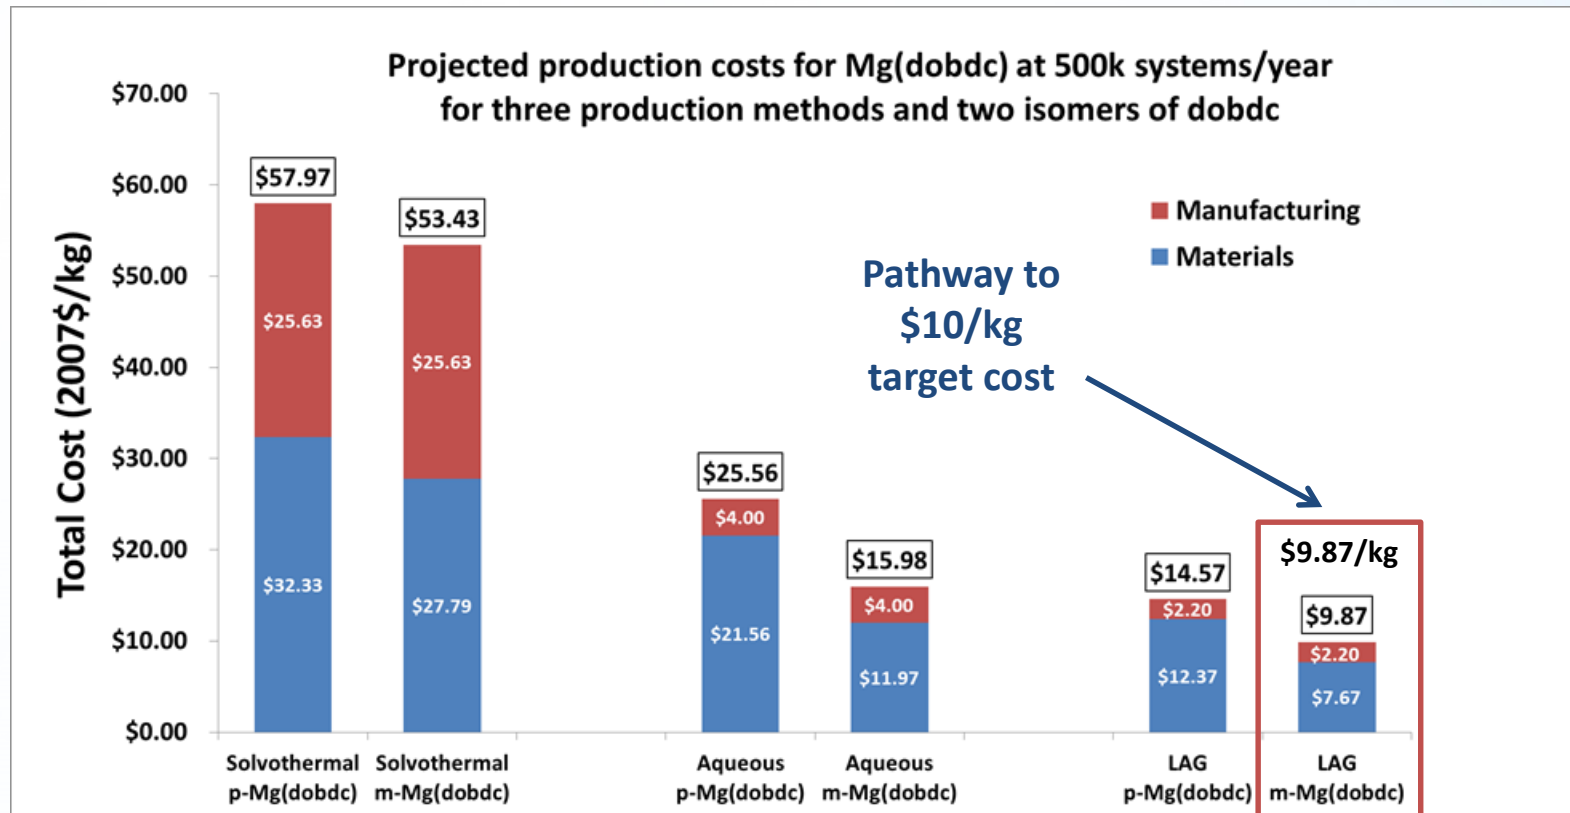 Projected production costs for Mg(dobdc) at 500k systems/year
for three production methods and two isomers of dobdc
Total Cost (2007$/kg)
$70.00
$60.00
$50.00
$40.00
$30.00
$20.00
$10.00
$0.00
Manufacturing
Materials
Pathway to
$10/kg
target cost
$57.97
$25.63
$32.33
$53.43
$25.63
$27.79
$25.56
$4.00
$21.56
$15.98
$4.00
$11.97
$14.57
$2.20
$12.37
$9.87/kg
$9.87
$2.20
$7.67
Solvothermal
p-Mg(dobdc)
Solvothermal
m-Mg(dobdc)
Aqueous
p-Mg(dobdc)
Aqueous
m-Mg(dobdc)
LAG
p-Mg(dobdc)
LAG
m-Mg(dobdc)